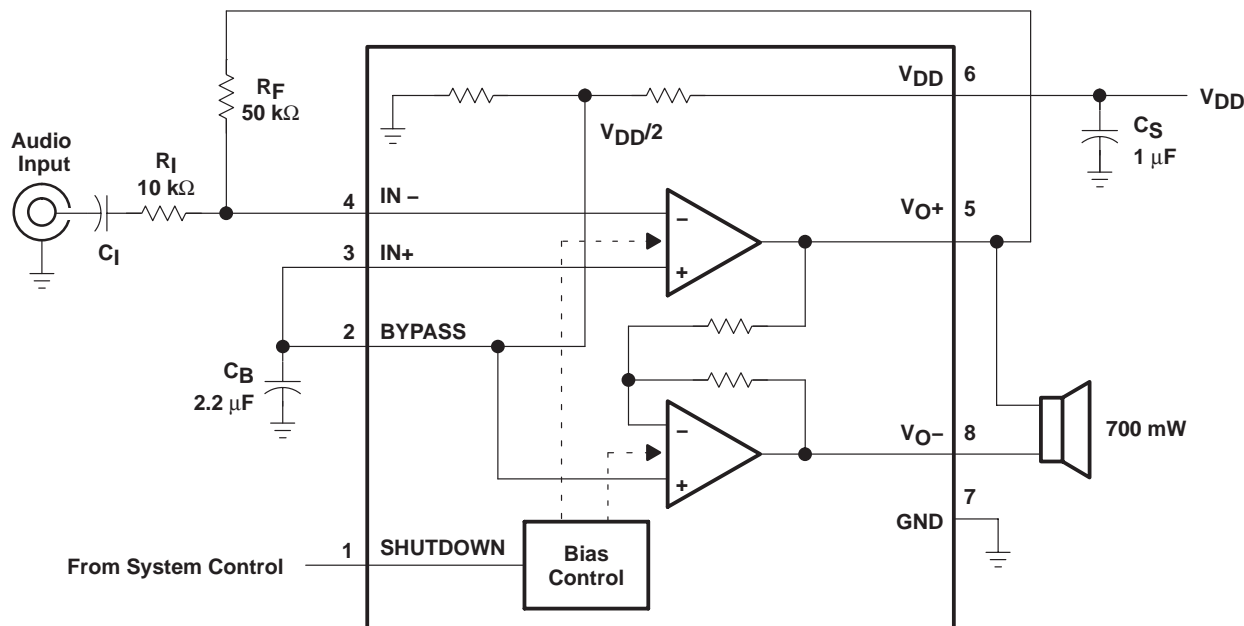 RF
50 kΩ
VDD
6
VDD
VDD/2
CS
1 μF
Audio
Input
RI
10 kΩ
CI
4
IN −
−
+
VO+
5
3
IN+
2
BYPASS
CB
2.2 μF
−
+
VO−
8
700 mW
7
GND
1
SHUTDOWN
Bias
Control
From System Control